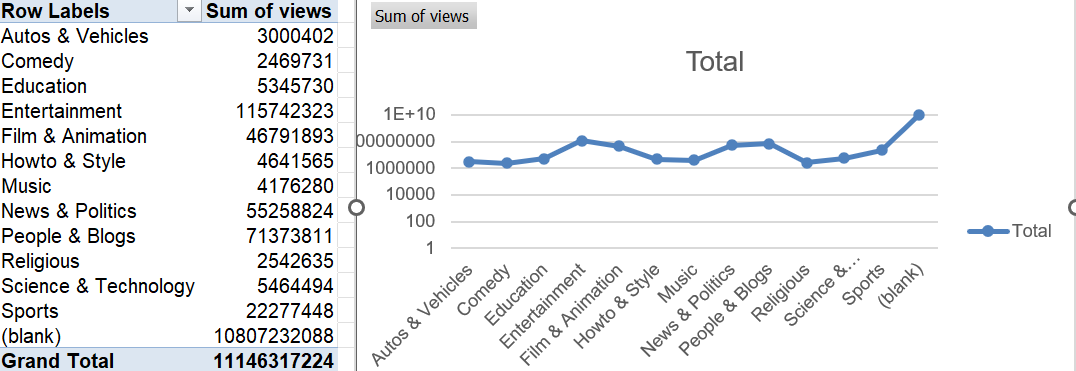 Row Labels Sum of views
Autos & Vehicles 3000402
Comedy 2469731
Education 5345730
Entertainment 115742323
Film & Animation 46791893
Howto & Style 4641565
Music 4176280
News & Politics 55258824
People & Blogs 71373811
Religious 2542635
Science & Technology 5464494
Sports 22277448
(blank) 10807232088
Grand Total 11146317224
Sum of views
Total
1E+10
00000000
1000000
10000
100
1
Autos & Vehicles
Comedy
Education
Entertainment
Film & Animation
Howto & Style
Music
News & Politics
People & Blogs
Religious
Science &...
Sports
(blank)
Total